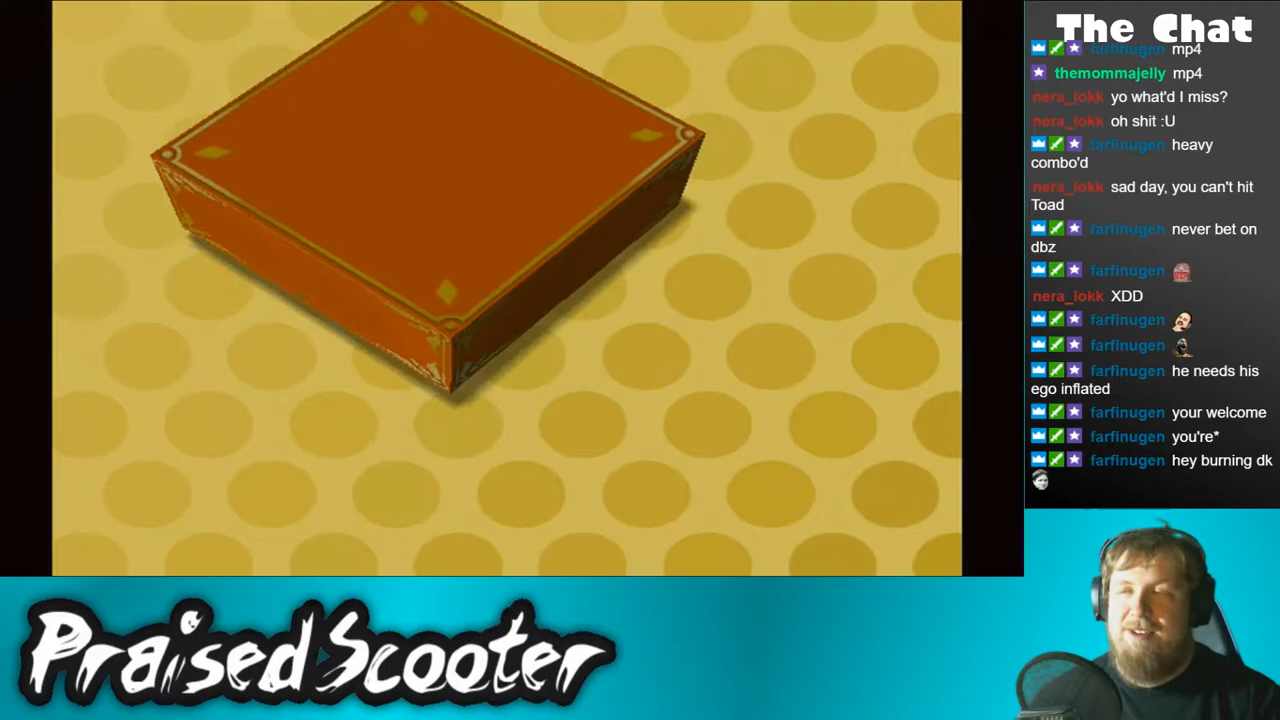 The Chat
farfinugen mp4
themommajelly mp4
nera_lokk yo what'd I miss?
nera_lokk oh shit :U
farfinugen heavy
combo'd
nera_lokk sad day, you can't hit
Toad
farfinugen never bet on
dbz
farfinugen
nera_lokk XDD
farfinugen
farfinugen
farfinugen he needs his
ego inflated
farfinugen your welcome
farfinugen you're*
farfinugen hey burning dk
PraisedScooter